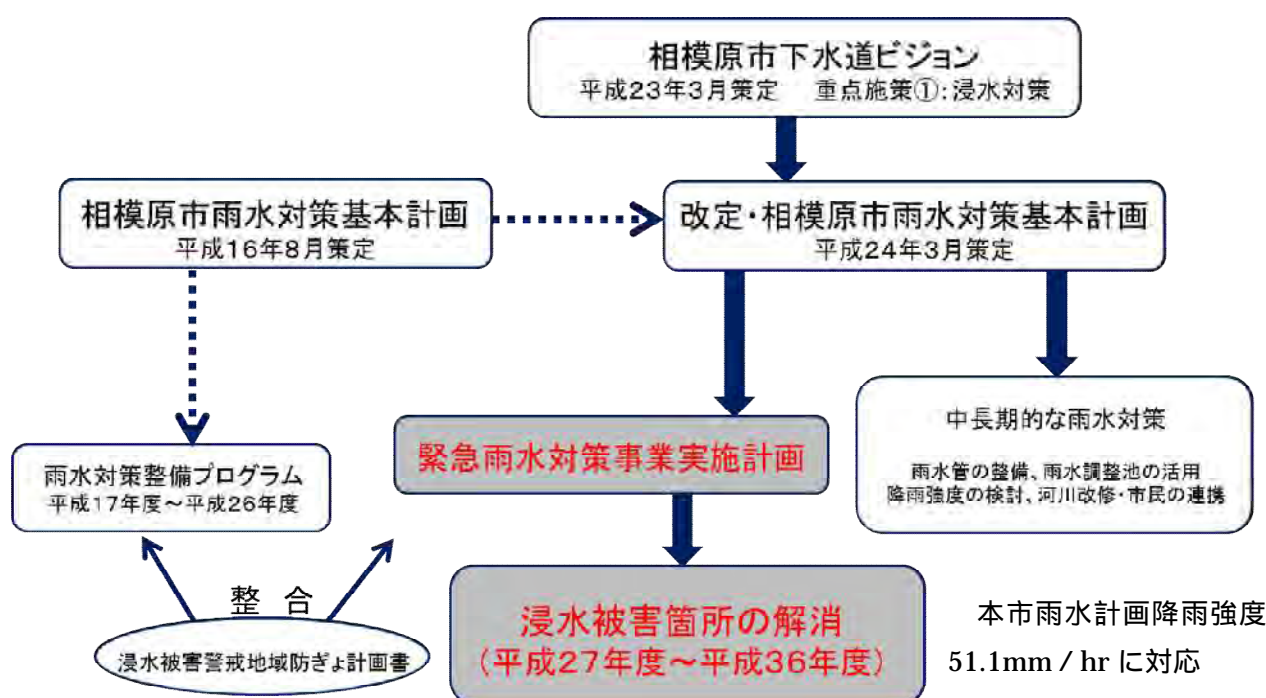 相模原市下水道ビジョン
平成23年3月策定　重点施策①:浸水対策
相模原市雨水対策基本計画
平成16年8月策定
改定・相模原市雨水対策基本計画
平成24年3月策定
緊急雨水対策事業実施計画
中長期的な雨水対策
雨水管の整備、雨水調整池の活用
降雨強度の検討、河川改修・市民の連携
雨水対策整備プログラム
平成17年度～平成26年度
整 合
浸水被害警戒地域防ぎょ計画書
浸水被害箇所の解消
(平成27年度～平成36年度)
本市雨水計画降雨強度
51.1mm / hr に対応